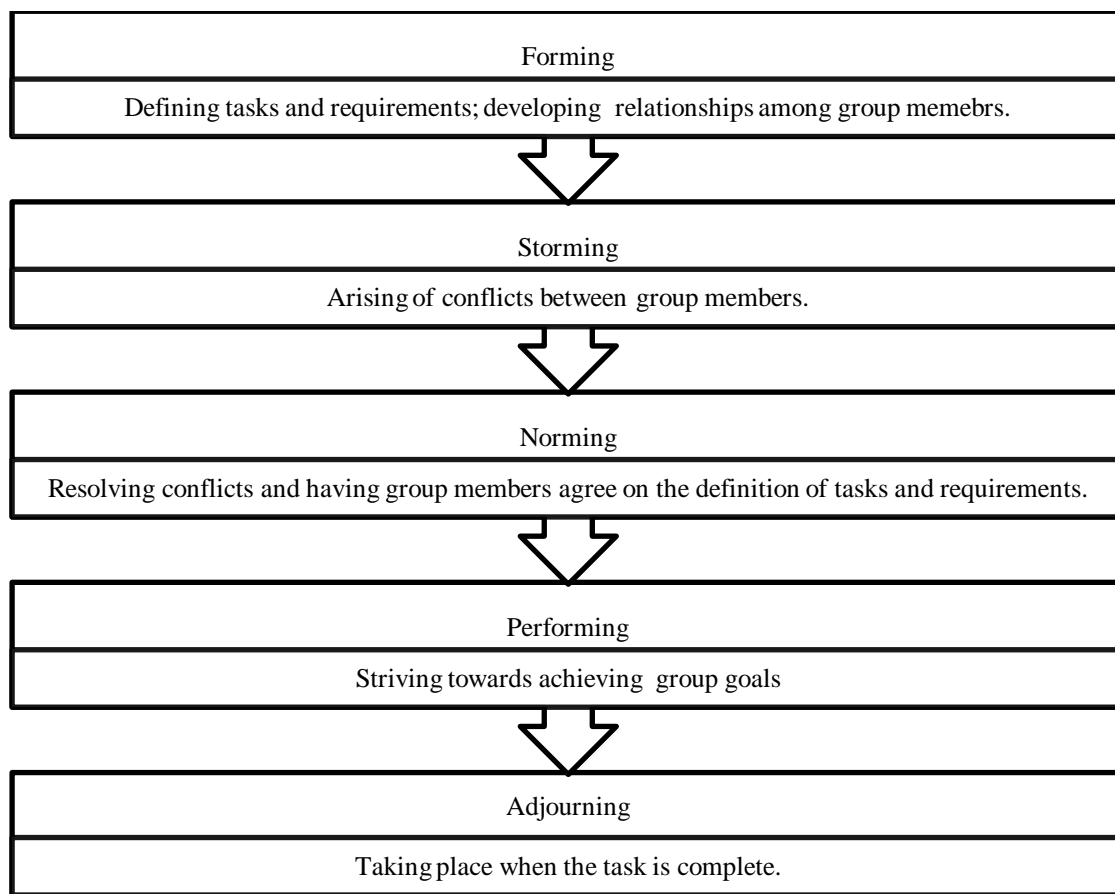 Forming
Defining tasks and requirements; developing relationships among group memebrs.
Storming
Arising of conflicts between group members.
Norming
Resolving conflicts and having group members agree on the definition of tasks and requirements.
Performing
Striving towards achieving group goals
Adjourning
Taking place when the task is complete.